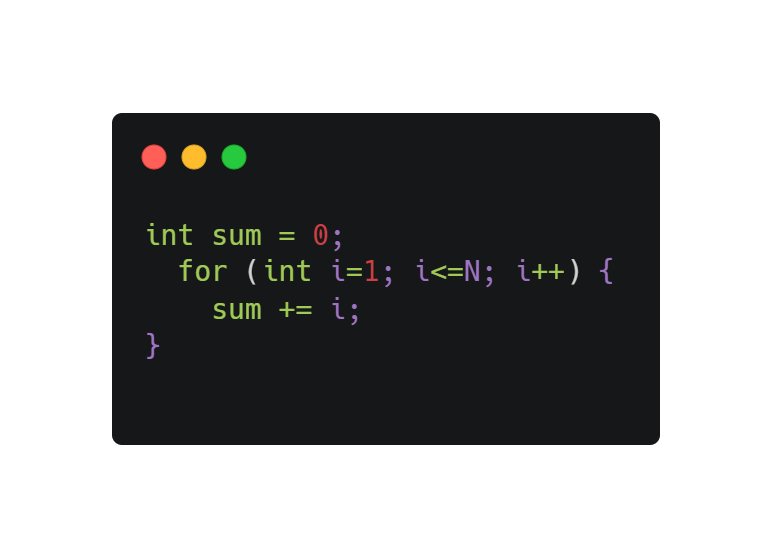 int sum = 0;
  for (int i=1; i<=N; i++) {
    sum += i;
}